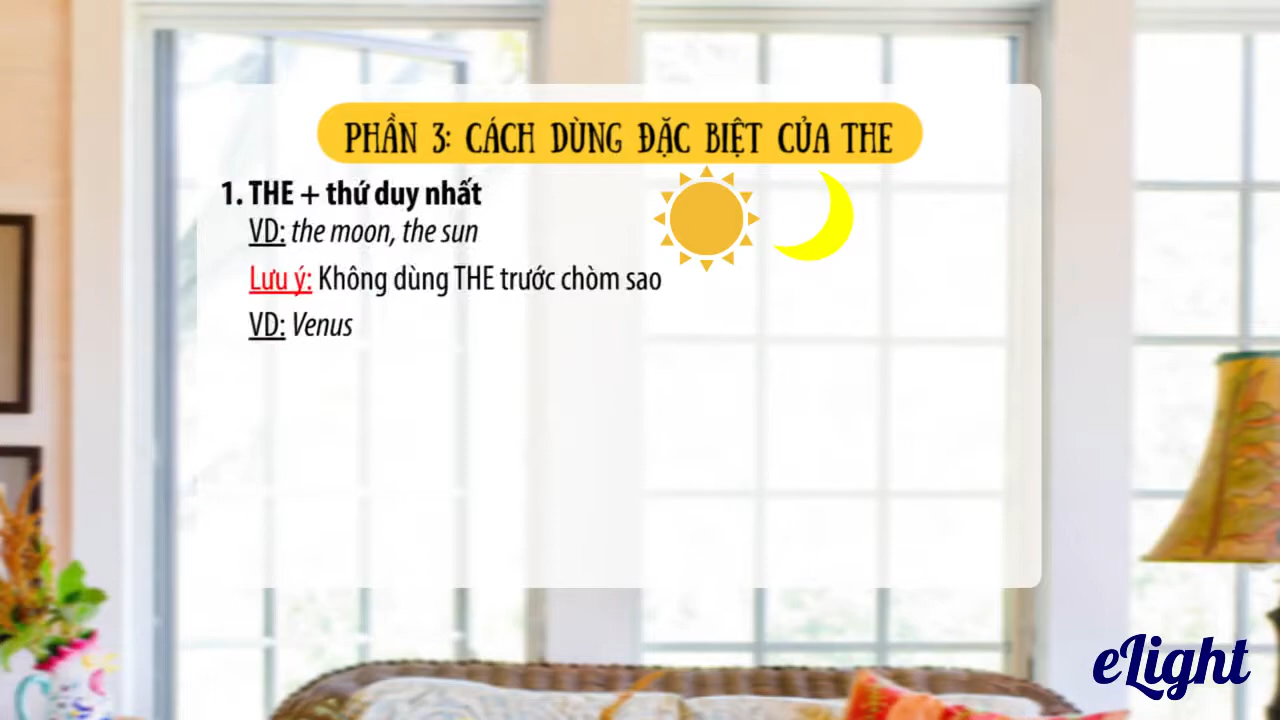 PHẦN 3: CÁCH DÙNG ĐẶC BIỆT CỦA THE
1. THE + thứ duy nhất
VD: the moon, the sun
Lưu ý: Không dùng THE trước chòm sao
VD: Venus
eLight